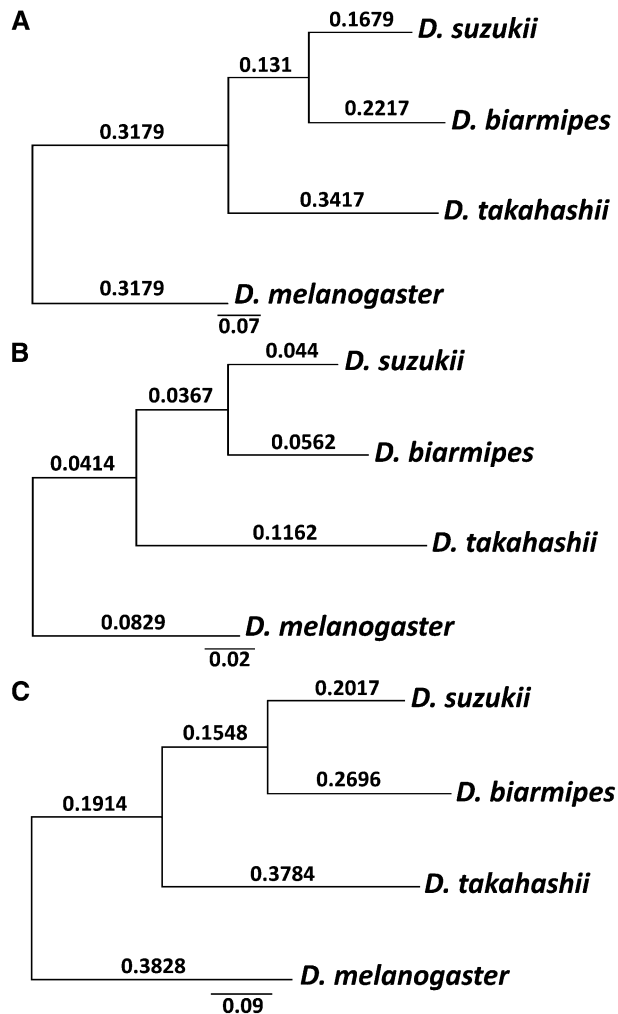 A
0.1679
D. suzukii
0.131
0.2217
D. biarmipes
0.3179
0.3417
D. takahashii
0.3179
D. melanogaster
0.07
B
0.044
D. suzukii
0.0367
0.0562
D. biarmipes
0.0414
0.1162
D. takahashii
0.0829
D. melanogaster
0.02
C
0.2017
D. suzukii
0.1548
0.2696
D. biarmipes
0.1914
0.3784
D. takahashii
0.3828
D. melanogaster
0.09